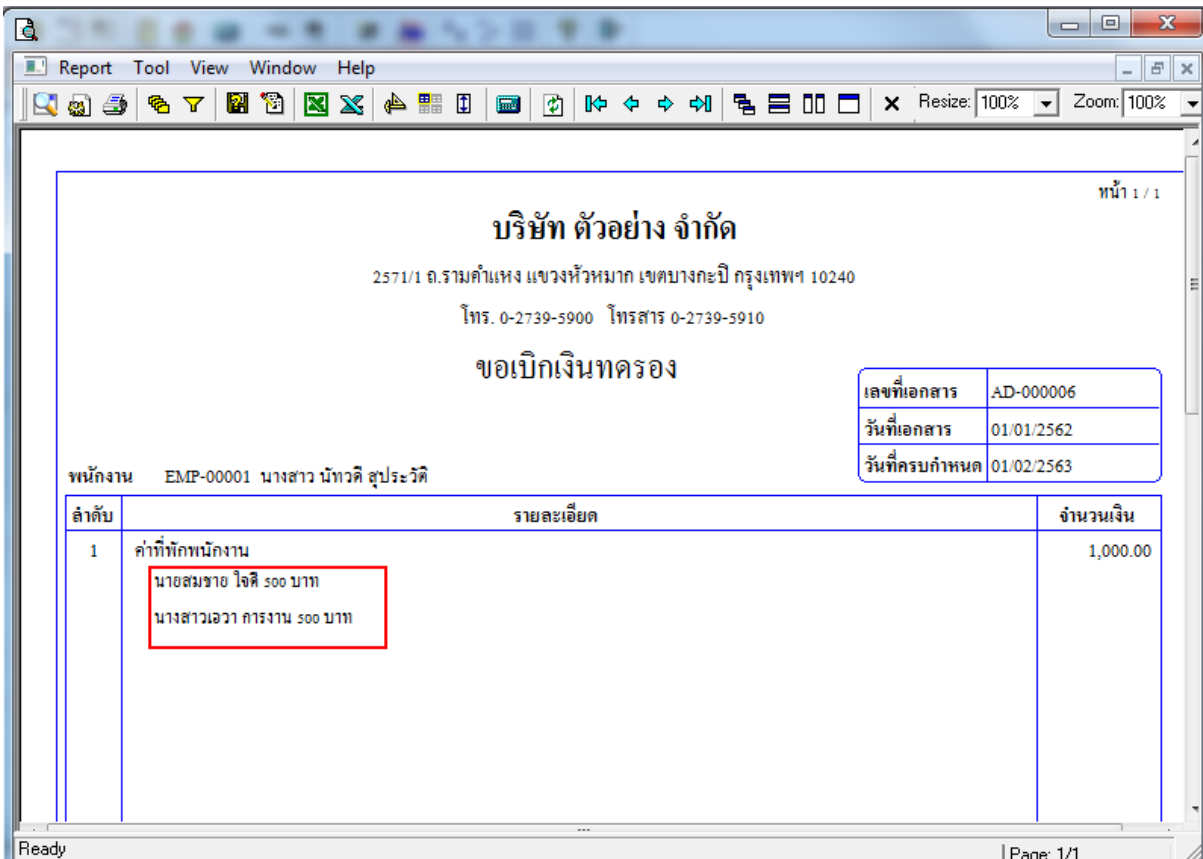 Report Tool View Window Help
Resize: 100% Zoom: 100%
หน้า 1 / 1
บริษัท ตัวอย่าง จำกัด
2571/1 ถ.รามคำแหง แขวงหัวหมาก เขตบางกะปิ กรุงเทพฯ 10240
โทร. 0-2739-5900 โทรสาร 0-2739-5910
ขอเบิกเงินทดรอง
เลขที่เอกสาร AD-000006
วันที่เอกสาร 01/01/2562
วันที่ครบกำหนด 01/02/2563
พนักงาน EMP-00001 นางสาว นัทวดี สุประวัติ
ลำดับ รายละเอียด จำนวนเงิน
1 ค่าที่พักพนักงาน 1,000.00
นายสมชาย ใจดี 500 บาท
นางสาวเอวา การงาน 500 บาท
Ready Page: 1/1